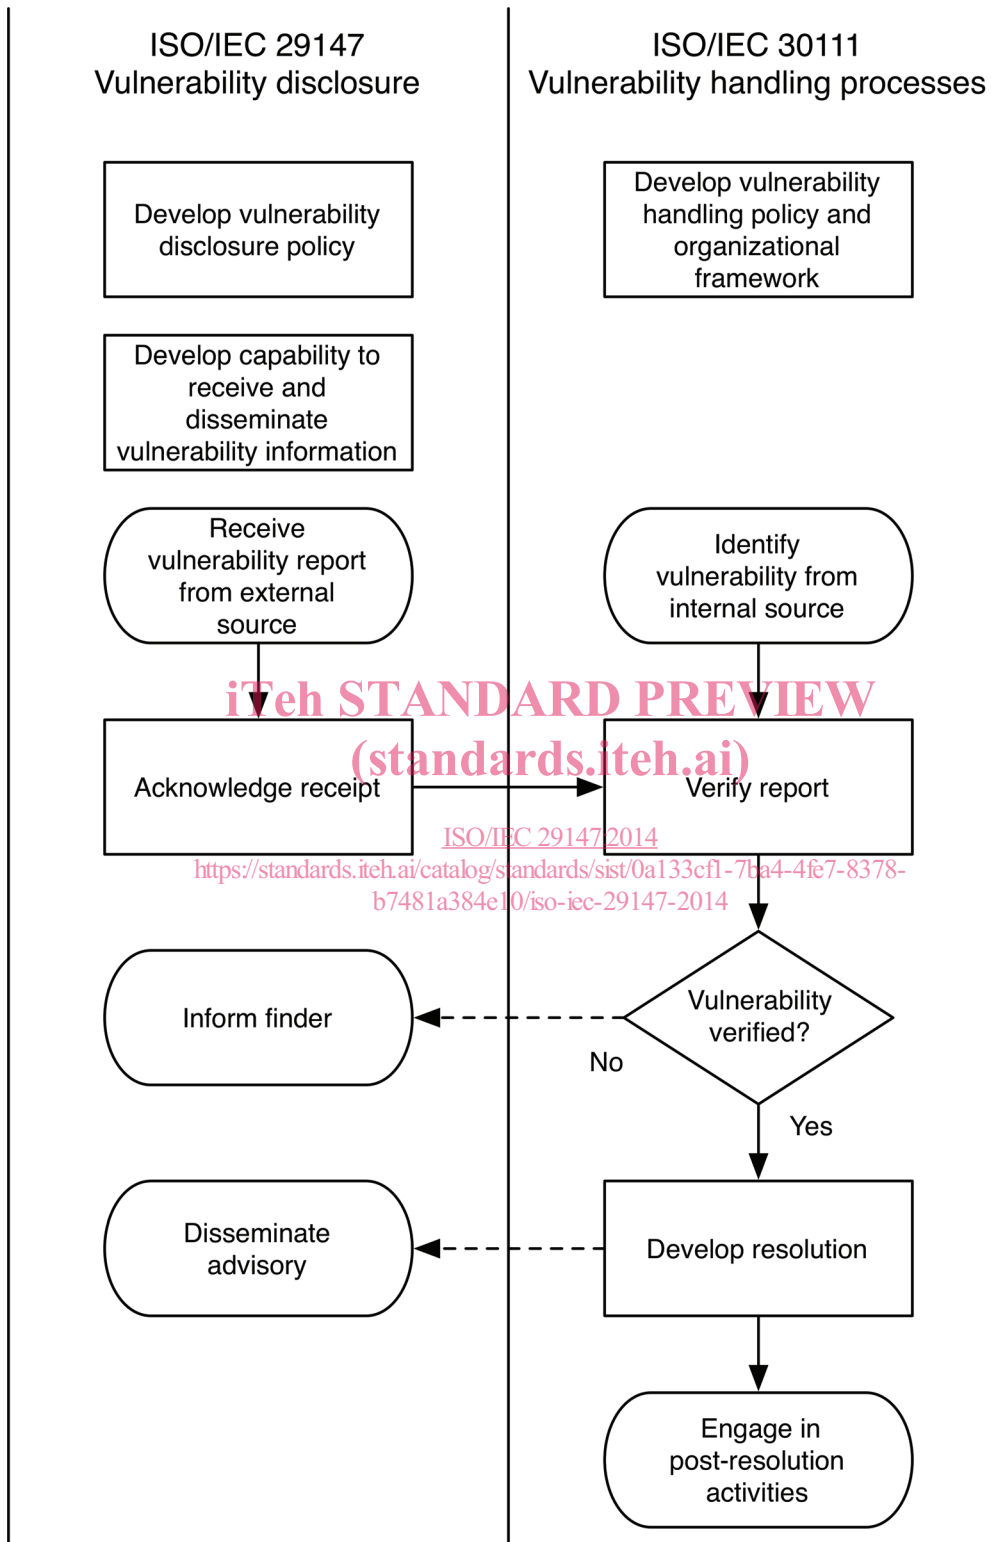 ISO/IEC 29147
Vulnerability disclosure
ISO/IEC 30111
Vulnerability handling processes
Develop vulnerability
disclosure policy
Develop vulnerability
handling policy and
organizational
framework
Develop capability to
receive and
disseminate
vulnerability information
Receive
vulnerability report
from external
source
Identify
vulnerability from
internal source
iTeh STANDARD PREVIEW
(standards.iteh.ai)
Acknowledge receipt
Verify report
ISO/IEC 29147:2014
https://standards.iteh.ai/catalog/standards/sist/0a133cf1-7ba4-4fe7-8378-
b7481a384e10/iso-iec-29147-2014
Inform finder
Vulnerability
verified?
No
Yes
Disseminate
advisory
Develop resolution
Engage in
post-resolution
activities